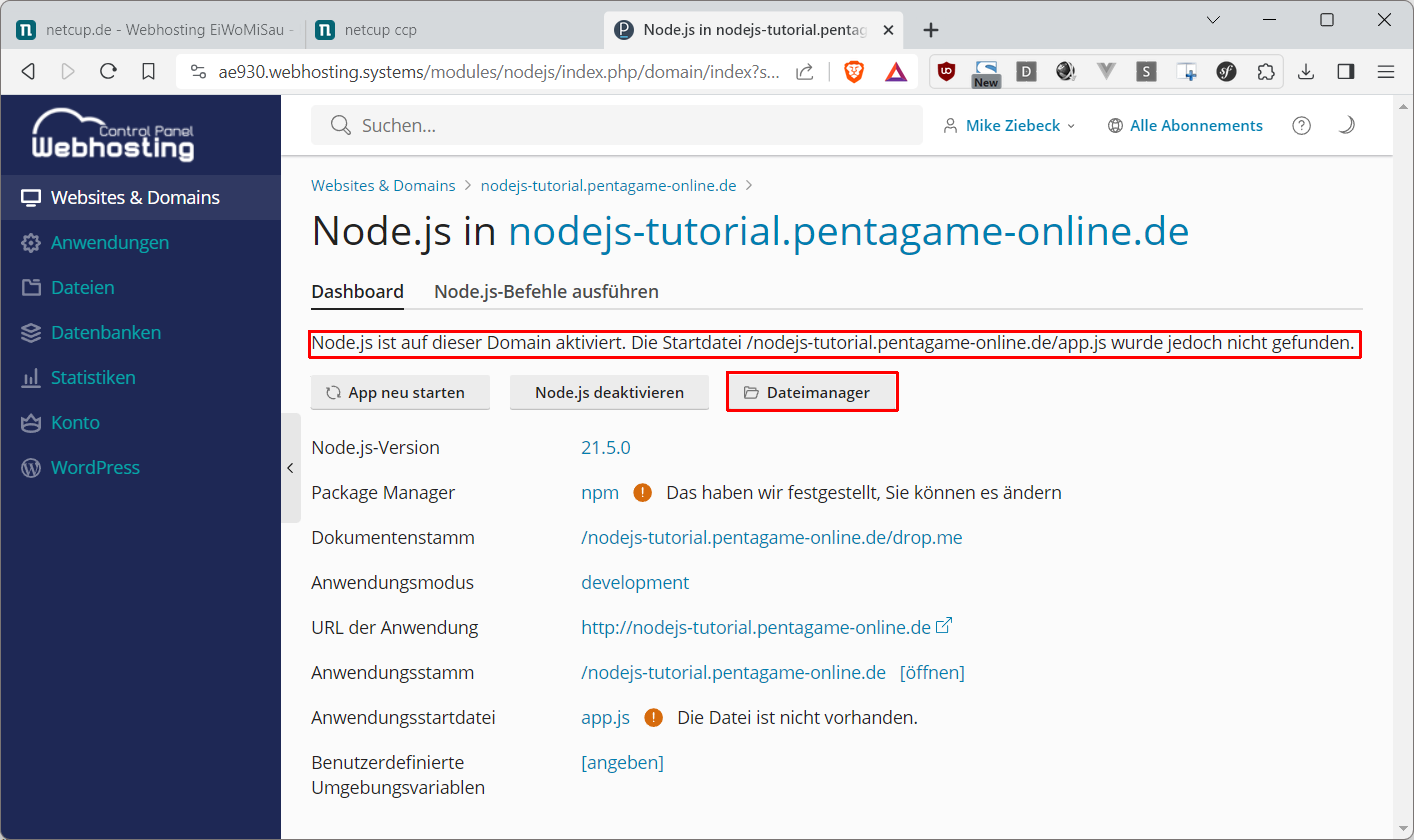 netcup.de - Webhosting EiWoMiSau -
netcup ccp
Node.js in nodejs-tutorial.pentag
ae930.webhosting.systems/modules/nodejs/index.php/domain/index?s...
New
D
S
Control Panel
Webhosting
Suchen...
Mike Ziebeck
Alle Abonnements
Websites & Domains
Anwendungen
Dateien
Datenbanken
Statistiken
Konto
WordPress
Websites & Domains > nodejs-tutorial.pentagame-online.de >
Node.js in nodejs-tutorial.pentagame-online.de
Dashboard
Node.js-Befehle ausführen
Node.js ist auf dieser Domain aktiviert. Die Startdatei /nodejs-tutorial.pentagame-online.de/app.js wurde jedoch nicht gefunden.
App neu starten
Node.js deaktivieren
Dateimanager
Node.js-Version 21.5.0
Package Manager npm ! Das haben wir festgestellt, Sie können es ändern
Dokumentenstamm /nodejs-tutorial.pentagame-online.de/drop.me
Anwendungsmodus development
URL der Anwendung http://nodejs-tutorial.pentagame-online.de
Anwendungsstamm /nodejs-tutorial.pentagame-online.de [öffnen]
Anwendungsstartdatei app.js ! Die Datei ist nicht vorhanden.
Benutzerdefinierte [angeben]
Umgebungsvariablen